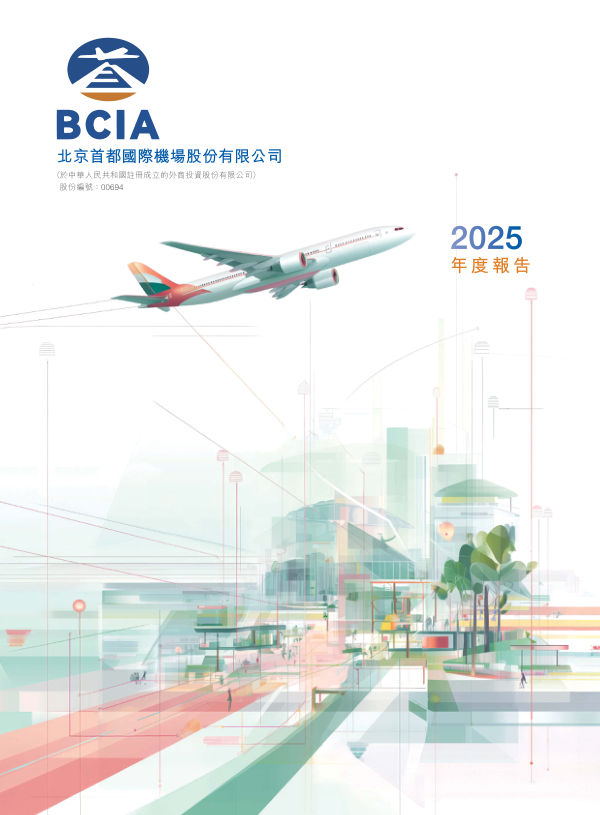 BCIA
北京首都國際機場股份有限公司
(於中華人民共和國註冊成立的外商投資股份有限公司)
股份編號：00694
2025
年度報告